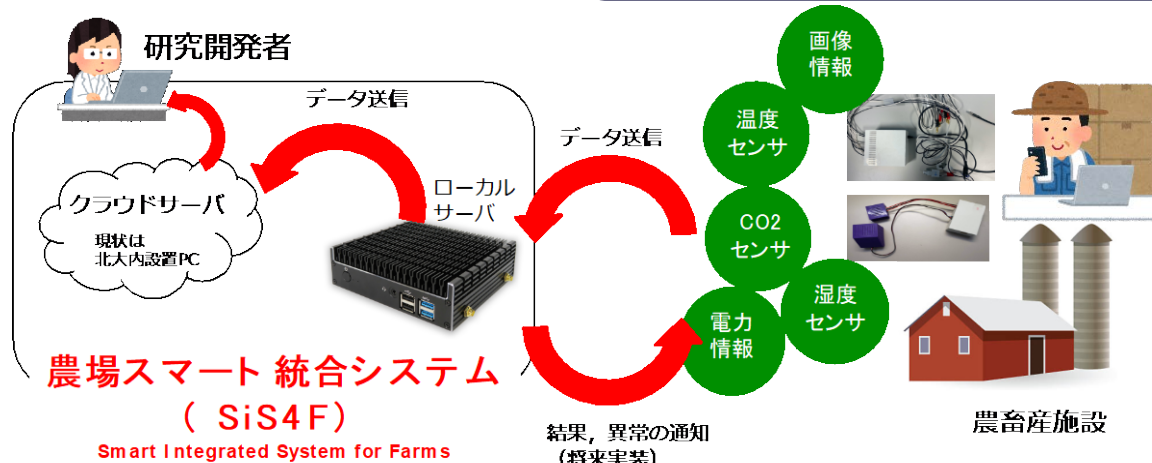 研究開発者
データ送信
クラウドサーバ
現状は
北大内設置PC
ローカル
サーバ
農場スマート統合システム
( SiS4F)
Smart Integrated System for Farms
データ送信
結果，異常の通知
（将来実装）
画像
情報
温度
センサ
CO2
センサ
湿度
センサ
電力
情報
農畜産施設